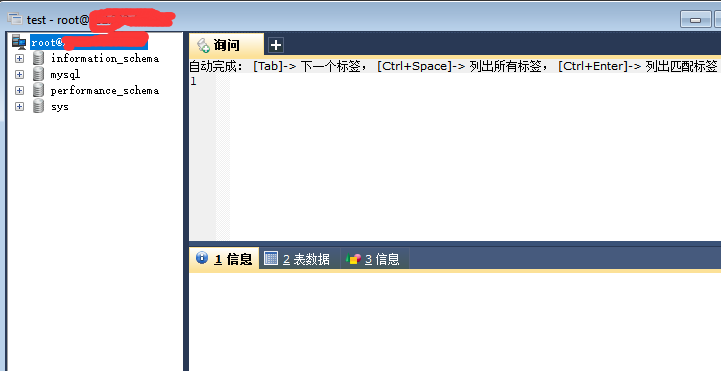 test - root@
root@
information_schema
mysql
performance_schema
sys
询问
自动完成： [Tab]-> 下一个标签， [Ctrl+Space]-> 列出所有标签， [Ctrl+Enter]-> 列出匹配标签
1
1 信息 2 表数据 3 信息